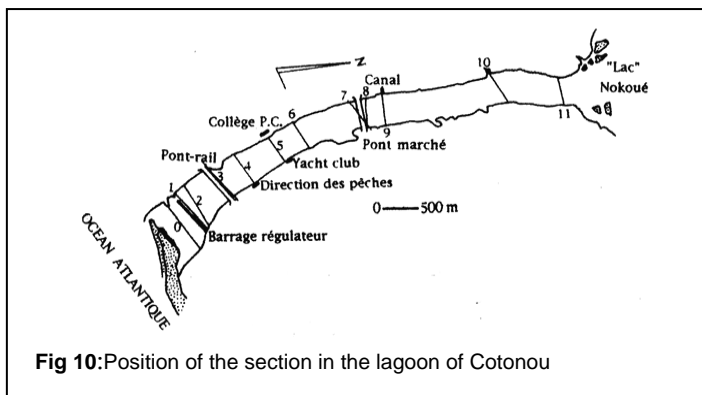 N
10
"Lac"
Nokoué
Canal
7
8
6
Collège P.C.
9
11
5
Pont marché
Pont-rail
4
Yacht club
3
Direction des pêches
1
2
0 500 m
0
Barrage régulateur
OCEAN ATLANTIQUE
Fig 10:Position of the section in the lagoon of Cotonou